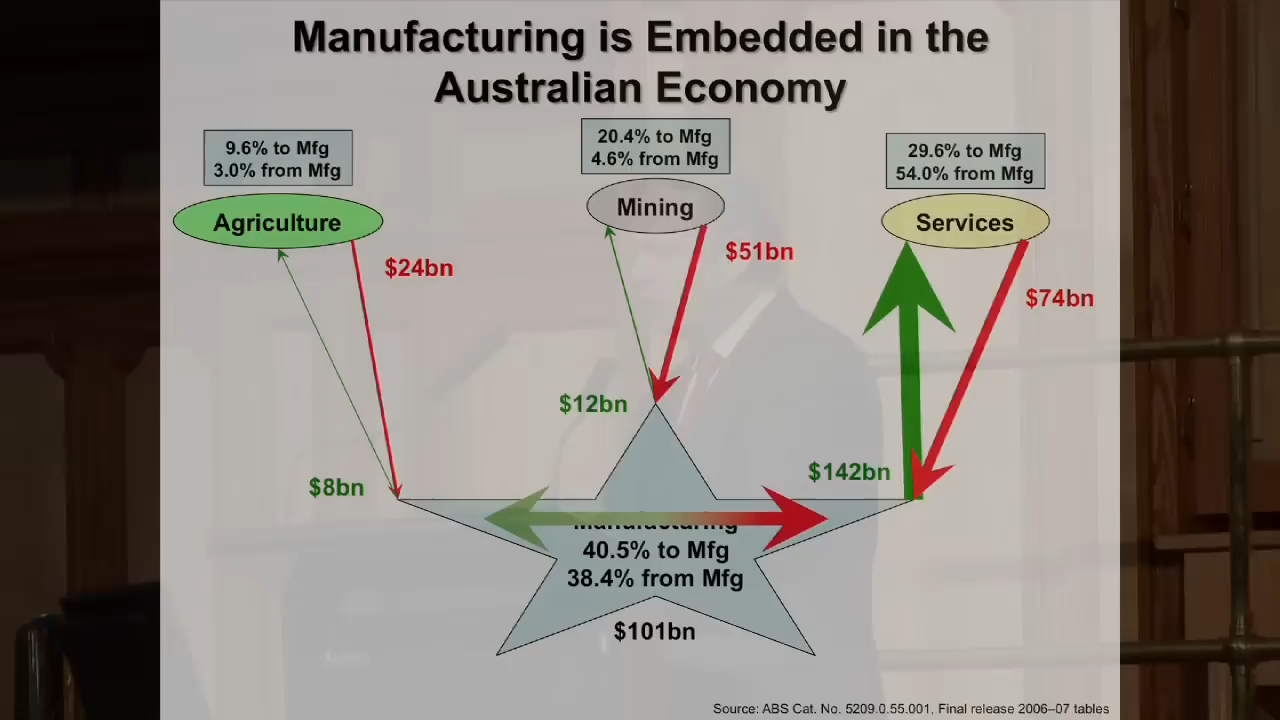 Manufacturing is Embedded in the
Australian Economy
9.6% to Mfg
3.0% from Mfg
20.4% to Mfg
4.6% from Mfg
29.6% to Mfg
54.0% from Mfg
Agriculture
Mining
Services
$24bn
$51bn
$74bn
$12bn
$8bn
$142bn
Manufacturing
40.5% to Mfg
38.4% from Mfg
$101bn
Source: ABS Cat. No. 5209.0.55.001, Final release 2006–07 tables